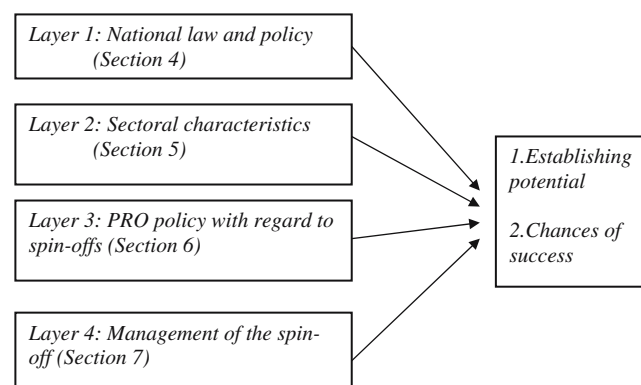 Layer 1: National law and policy
(Section 4)
Layer 2: Sectoral characteristics
(Section 5)
Layer 3: PRO policy with regard to
spin-offs (Section 6)
Layer 4: Management of the spin-
off (Section 7)
1.Establishing
potential
2.Chances of
success